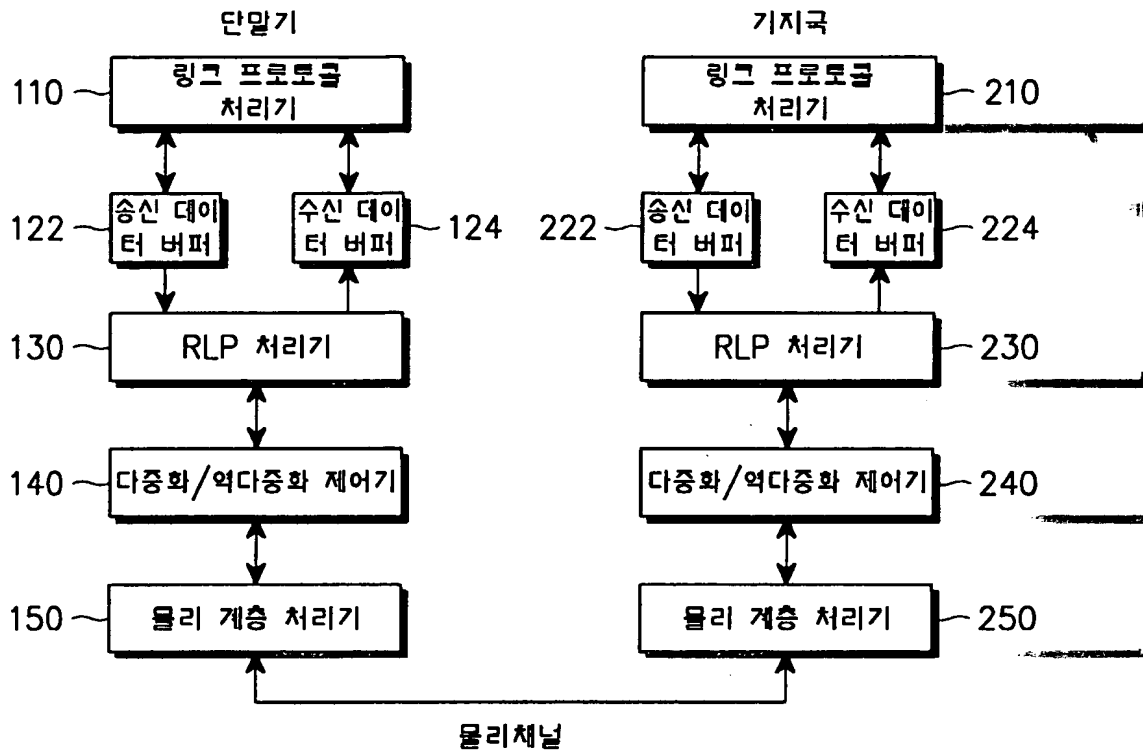 단말기
기지국
110
링크 프로토콜
처리기
링크 프로토콜
처리기
210
122
송신 데이
터 버퍼
수신 데이
터 버퍼
124
222
송신 데이
터 버퍼
수신 데이
터 버퍼
224
130
RLP 처리기
RLP 처리기
230
140
다중화/역다중화 제어기
다중화/역다중화 제어기
240
150
물리 계층 처리기
물리 계층 처리기
250
물리채널